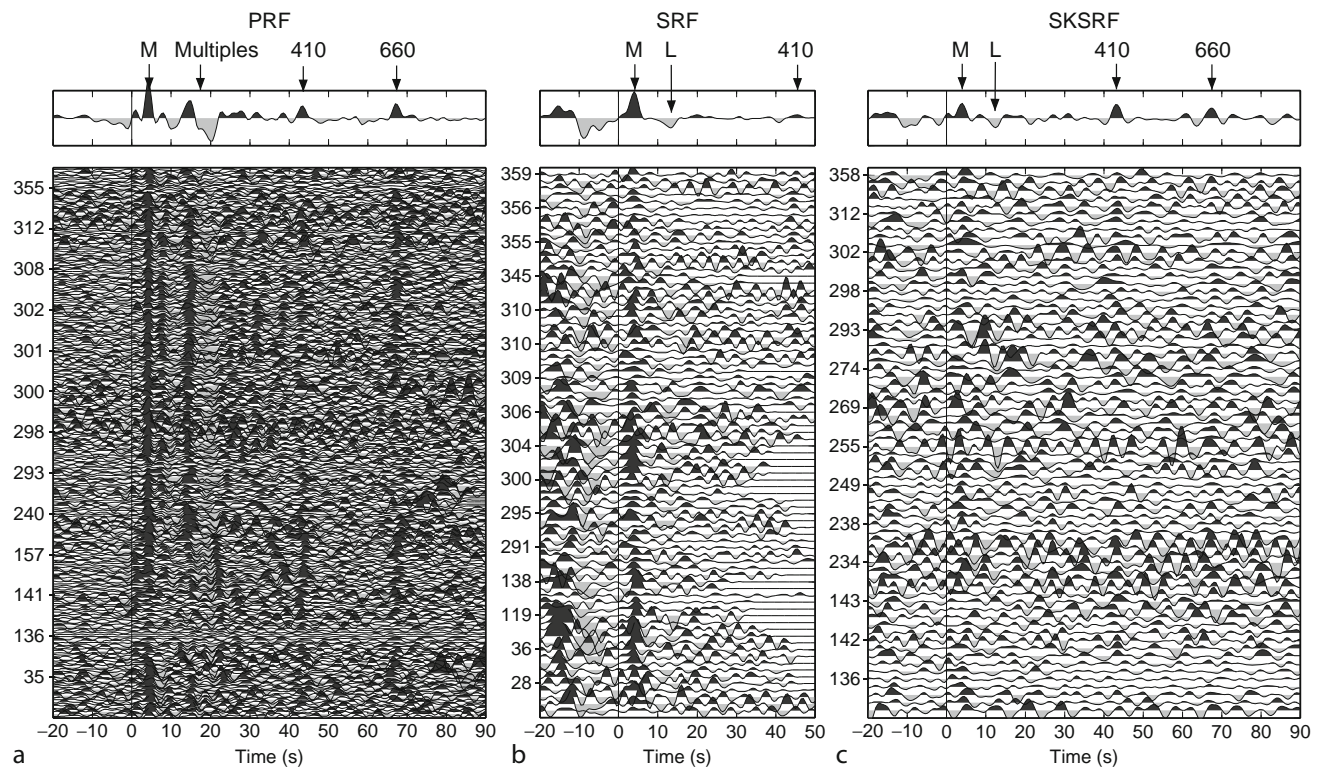 PRF
M Multiples 410 660
355
312
308
302
301
300
298
293
240
157
141
136
35
−20 −10 0 10 20 30 40 50 60 70 80 90
Time (s)
a
SRF
M L 410
359
356
355
345
310
310
309
306
304
300
295
291
138
119
36
28
−20 −10 0 10 20 30 40 50
Time (s)
b
SKSRF
M L 410 660
358
312
302
298
293
274
269
255
249
238
234
143
142
136
−20 −10 0 10 20 30 40 50 60 70 80 90
Time (s)
c